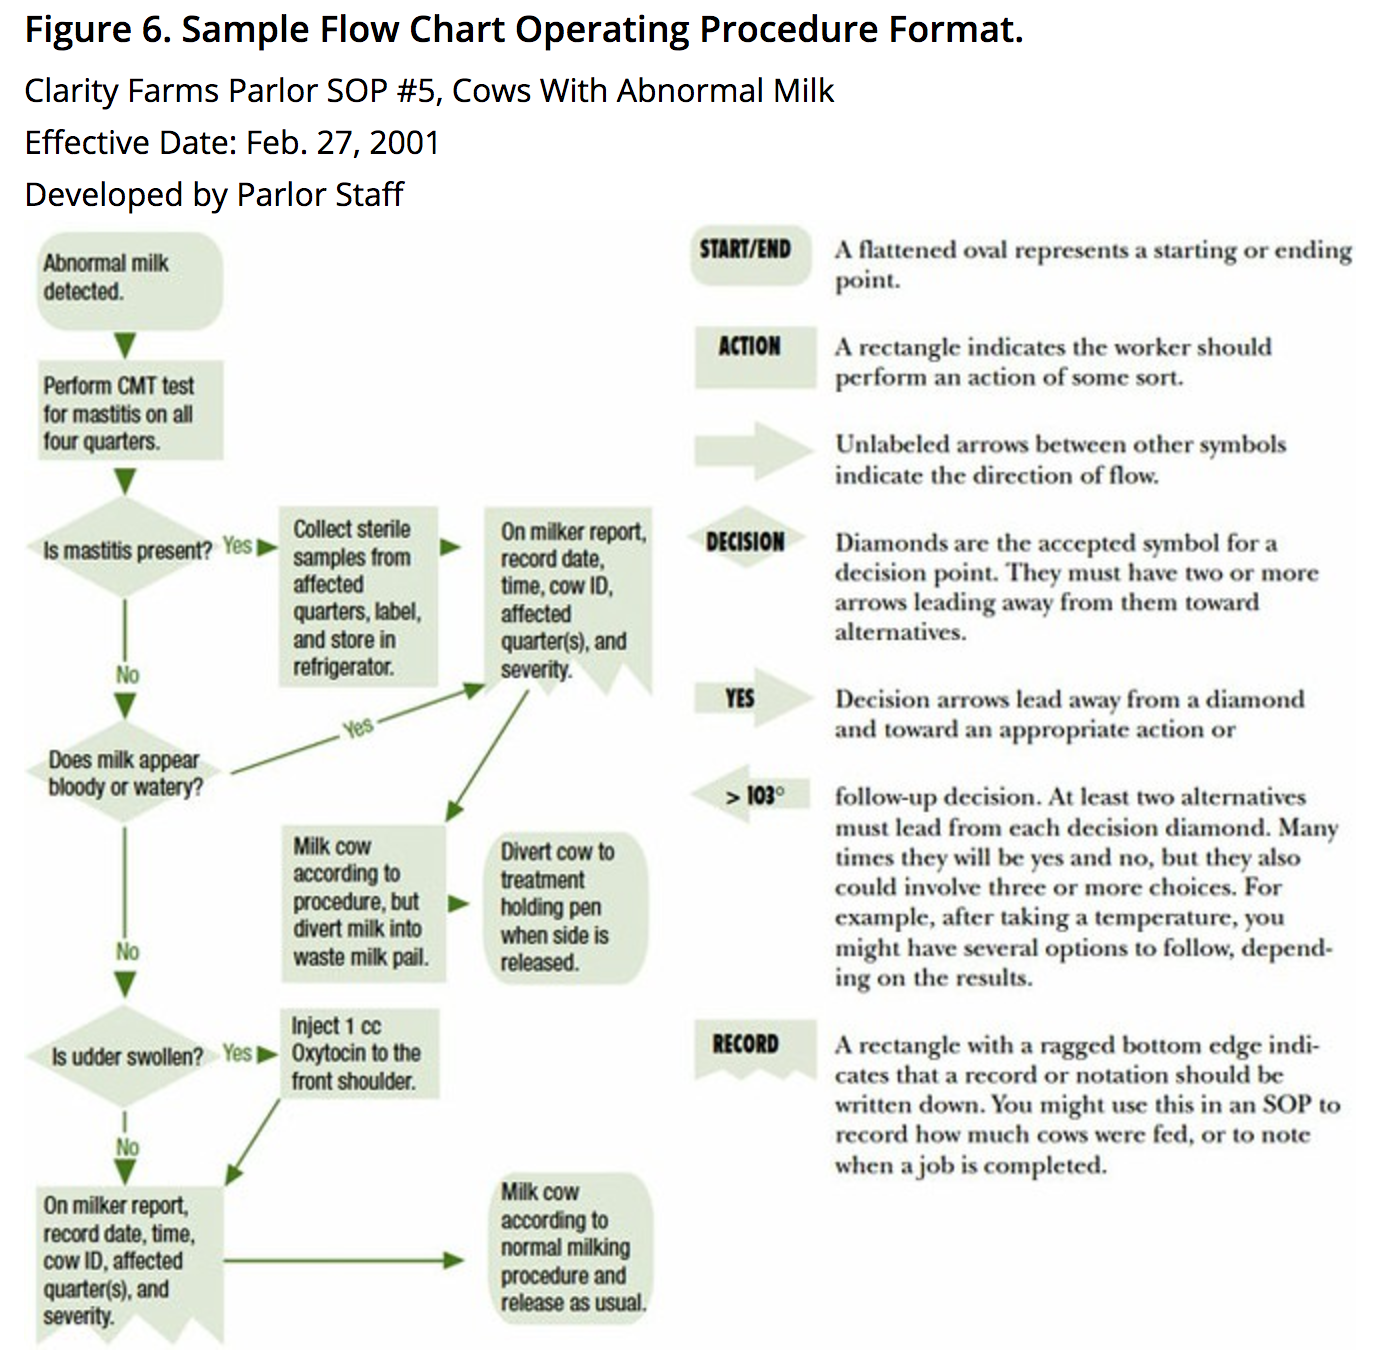 Figure 6. Sample Flow Chart Operating Procedure Format.
Clarity Farms Parlor SOP #5, Cows With Abnormal Milk
Effective Date: Feb. 27, 2001
Developed by Parlor Staff
Abnormal milk
detected.
Perform CMT test
for mastitis on all
four quarters.
Is mastitis present?
Yes
Collect sterile
samples from
affected
quarters, label,
and store in
refrigerator.
On milker report,
record date,
time, cow ID,
affected
quarter(s), and
severity.
No
Does milk appear
bloody or watery?
Yes
Milk cow
according to
procedure, but
divert milk into
waste milk pail.
Divert cow to
treatment
holding pen
when side is
released.
No
Is udder swollen?
Yes
Inject 1 cc
Oxytocin to the
front shoulder.
No
On milker report,
record date, time,
cow ID, affected
quarter(s), and
severity.
Milk cow
according to
normal milking
procedure and
release as usual.
START/END
A flattened oval represents a starting or ending
point.
ACTION
A rectangle indicates the worker should
perform an action of some sort.
Unlabeled arrows between other symbols
indicate the direction of flow.
DECISION
Diamonds are the accepted symbol for a
decision point. They must have two or more
arrows leading away from them toward
alternatives.
YES
Decision arrows lead away from a diamond
and toward an appropriate action or
> 103°
follow-up decision. At least two alternatives
must lead from each decision diamond. Many
times they will be yes and no, but they also
could involve three or more choices. For
example, after taking a temperature, you
might have several options to follow, depend-
ing on the results.
RECORD
A rectangle with a ragged bottom edge indi-
cates that a record or notation should be
written down. You might use this in an SOP to
record how much cows were fed, or to note
when a job is completed.